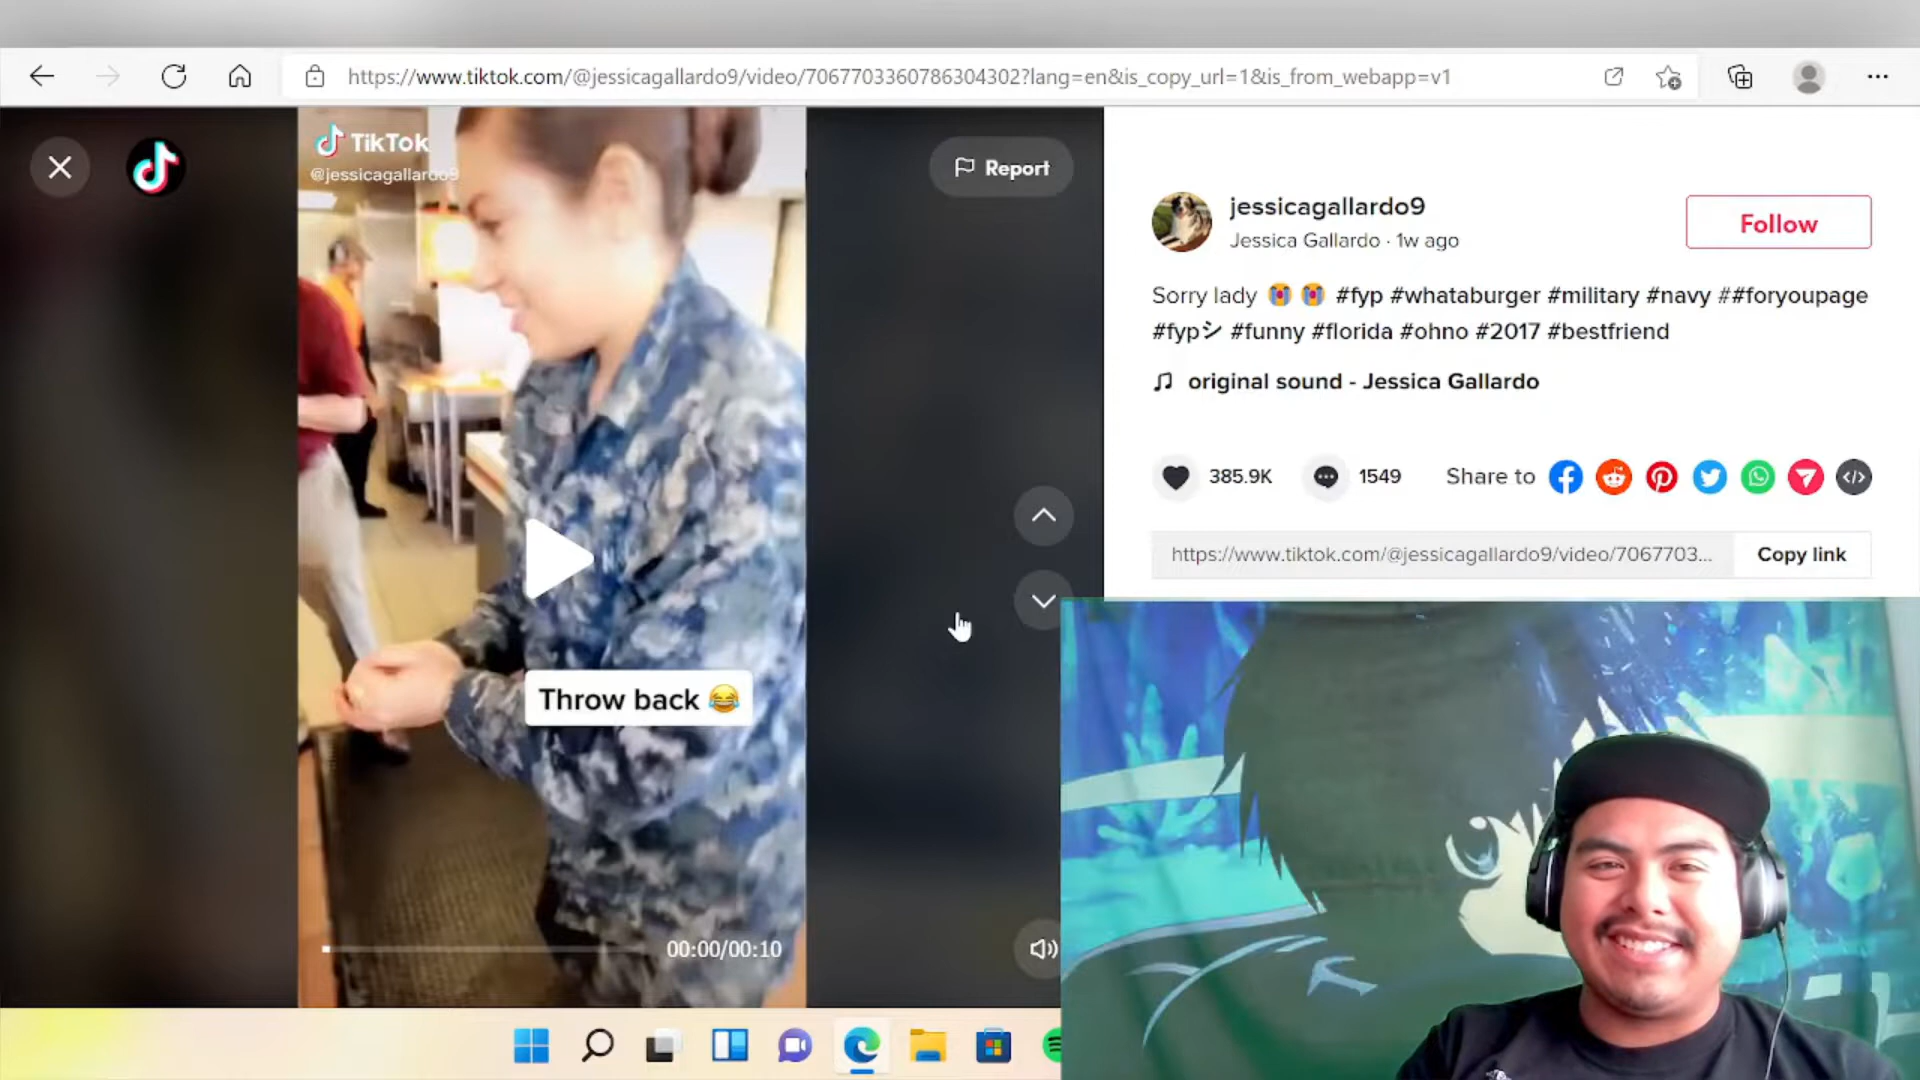 https://www.tiktok.com/@jessicagallardo9/video/7067703360786304302?lang=en&is_copy_url=1&is_from_webapp=v1
TikTok
@jessicagallardo9
Report
jessicagallardo9
Jessica Gallardo · 1w ago
Follow
Sorry lady 😭 😭 #fyp #whataburger #military #navy ##foryoupage
#fypシ #funny #florida #ohno #2017 #bestfriend
original sound - Jessica Gallardo
385.9K
1549
Share to
https://www.tiktok.com/@jessicagallardo9/video/7067703...
Copy link
Throw back 😂
00:00/00:10